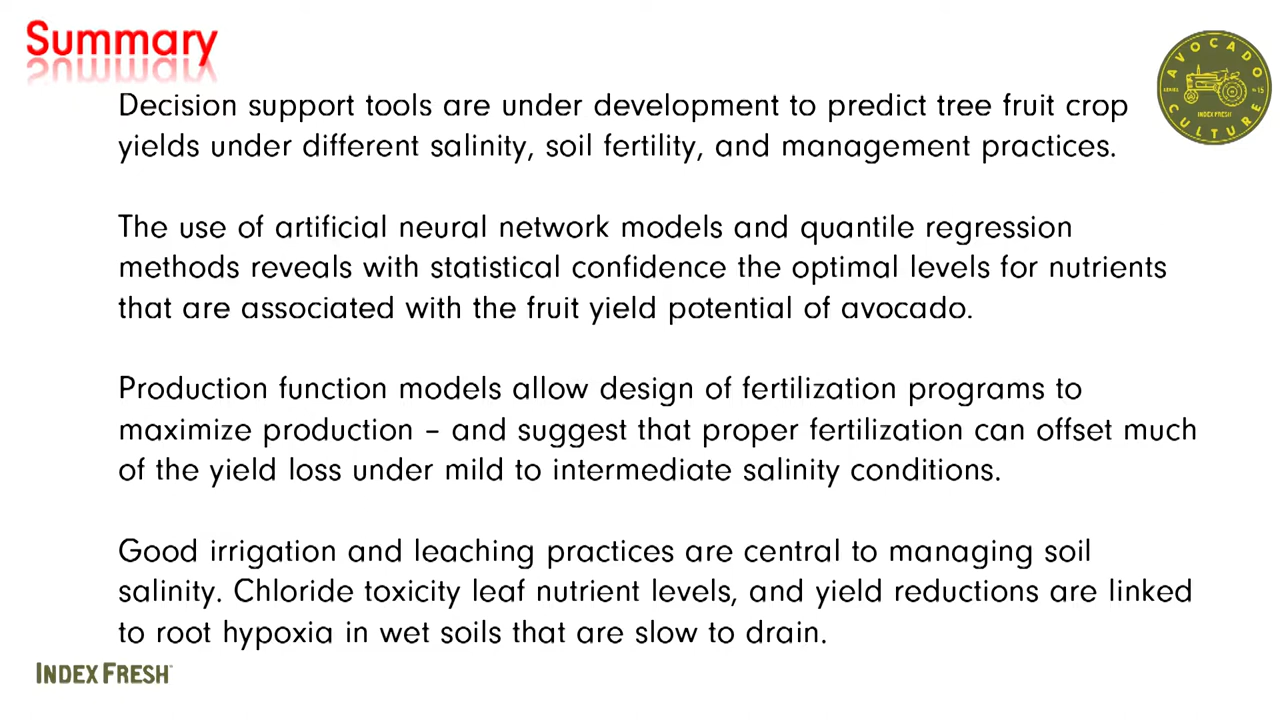 Summary
AVOCADO
SERIES
No 15
INDEX FRESH
CULTURE
Decision support tools are under development to predict tree fruit crop
yields under different salinity, soil fertility, and management practices.
The use of artificial neural network models and quantile regression
methods reveals with statistical confidence the optimal levels for nutrients
that are associated with the fruit yield potential of avocado.
Production function models allow design of fertilization programs to
maximize production – and suggest that proper fertilization can offset much
of the yield loss under mild to intermediate salinity conditions.
Good irrigation and leaching practices are central to managing soil
salinity. Chloride toxicity leaf nutrient levels, and yield reductions are linked
to root hypoxia in wet soils that are slow to drain.
INDEX FRESH